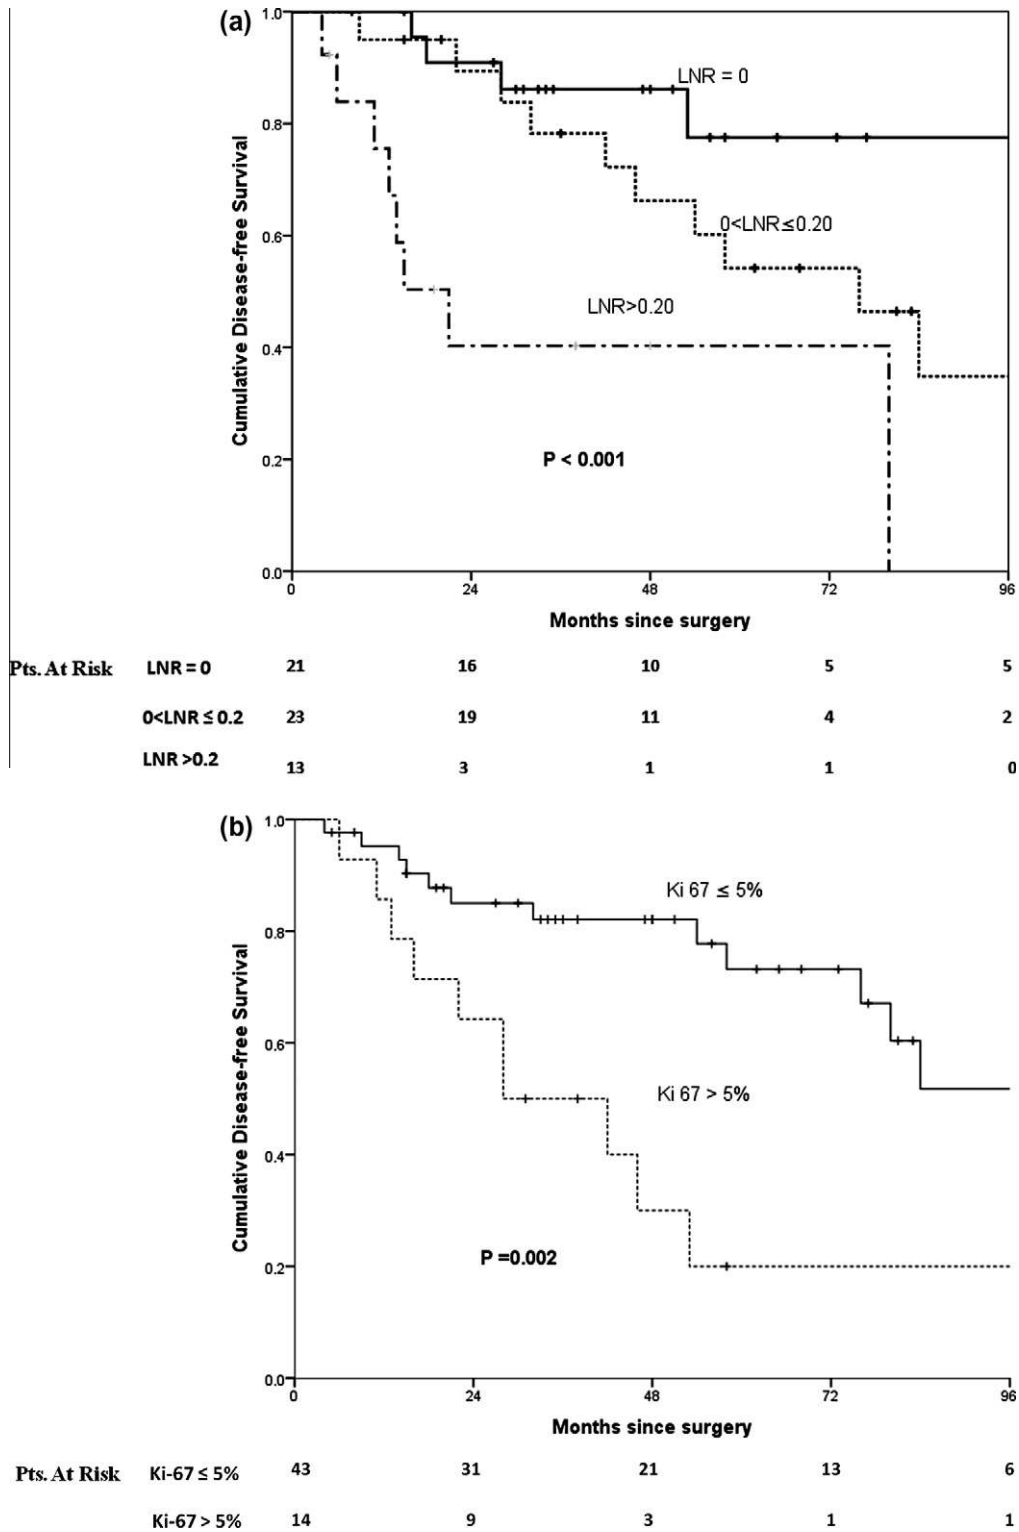 (a)
1.0
0.8
0.6
0.4
0.2
0.0
Cumulative Disease-free Survival
LNR = 0
0<LNR≤0.20
LNR>0.20
P < 0.001
0 24 48 72 96
Months since surgery
Pts. At Risk LNR = 0 21 16 10 5 5
0<LNR ≤ 0.2 23 19 11 4 2
LNR >0.2 13 3 1 1 0
(b)
1.0
0.8
0.6
0.4
0.2
0.0
Cumulative Disease-free Survival
Ki 67 ≤ 5%
Ki 67 > 5%
P =0.002
0 24 48 72 96
Months since surgery
Pts. At Risk Ki-67 ≤ 5% 43 31 21 13 6
Ki-67 > 5% 14 9 3 1 1